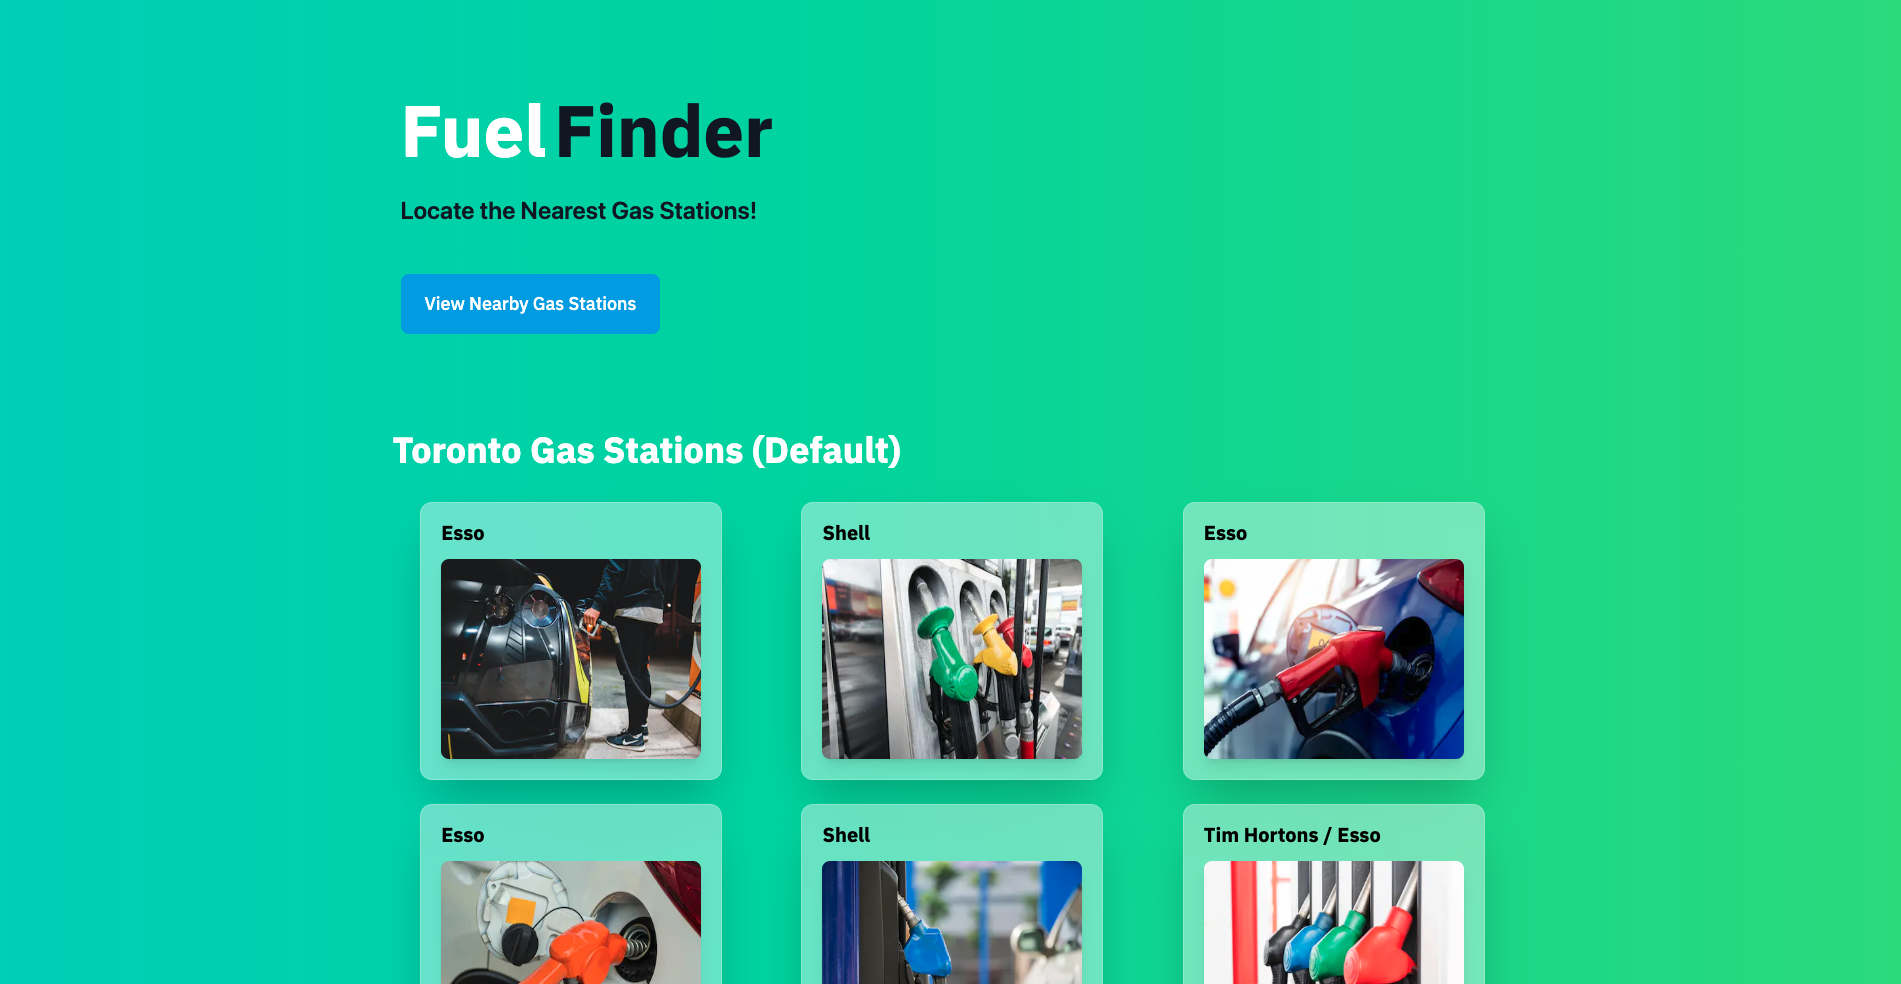 Fuel Finder
Locate the Nearest Gas Stations!
View Nearby Gas Stations
Toronto Gas Stations (Default)
Esso
Shell
Esso
Esso
Shell
Tim Hortons / Esso